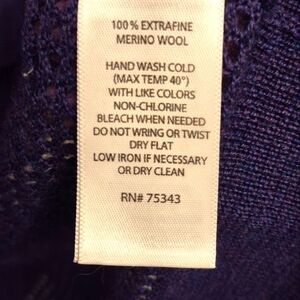 100% EXTRAFINE
MERINO WOOL
HAND WASH COLD
(MAX TEMP 40°)
WITH LIKE COLORS
NON-CHLORINE
BLEACH WHEN NEEDED
DO NOT WRING OR TWIST
DRY FLAT
LOW IRON IF NECESSARY
OR DRY CLEAN
RN# 75343